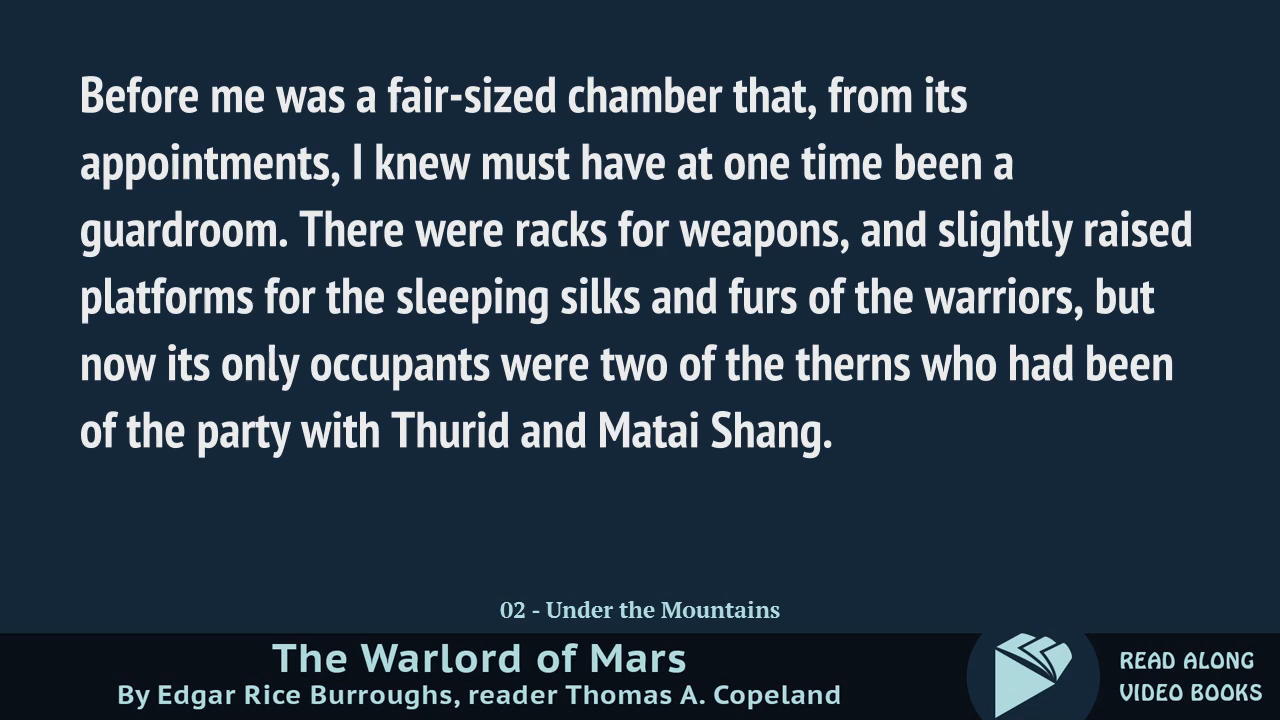 Before me was a fair-sized chamber that, from its
appointments, I knew must have at one time been a
guardroom. There were racks for weapons, and slightly raised
platforms for the sleeping silks and furs of the warriors, but
now its only occupants were two of the therns who had been
of the party with Thurid and Matai Shang.
02 - Under the Mountains
The Warlord of Mars
By Edgar Rice Burroughs, reader Thomas A. Copeland
READ ALONG
VIDEO BOOKS